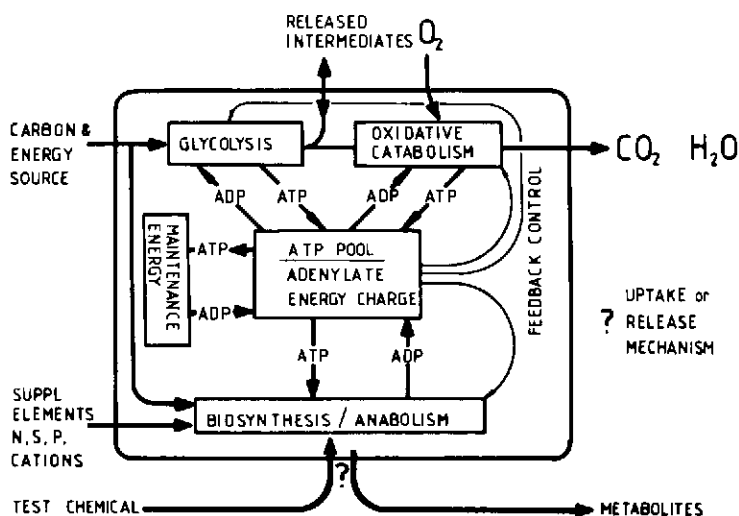 RELEASED
INTERMEDIATES O₂
CARBON &
ENERGY
SOURCE
GLYCOLYSIS
OXIDATIVE
CATABOLISM
CO₂ H₂O
ADP
ATP
ADP
ATP
MAINTENANCE
ENERGY
ATP
ADP
ATP POOL
ADENYLATE
ENERGY CHARGE
FEEDBACK CONTROL
? UPTAKE or
RELEASE
MECHANISM
ATP
ADP
SUPPL
ELEMENTS
N, S, P,
CATIONS
BIOSYNTHESIS / ANABOLISM
?
TEST CHEMICAL
METABOLITES